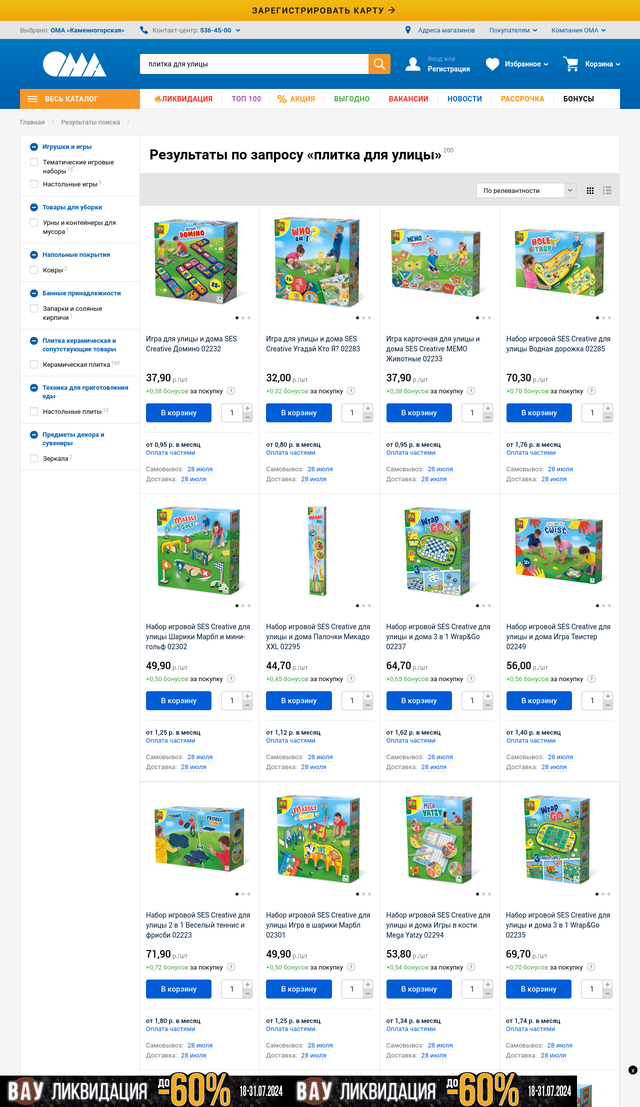 ЗАРЕГИСТРИРОВАТЬ КАРТУ →
Выбрано: ОМА «Каменногорская» Контакт-центр: 536-45-00 Адреса магазинов Покупателям Компания ОМА
ОМА плитка для улицы Вход или Регистрация Избранное Корзина
ВЕСЬ КАТАЛОГ ЛИКВИДАЦИЯ ТОП 100 % АКЦИЯ ВЫГОДНО ВАКАНСИИ НОВОСТИ РАССРОЧКА БОНУСЫ
Главная / Результаты поиска /
Игрушки и игры
Тематические игровые
наборы 15
Настольные игры 3
Товары для уборки
Урны и контейнеры для
мусора
Напольные покрытия
Ковры 2
Банные принадлежности
Запарки и соляные
кирпичи
Плитка керамическая и
сопутствующие товары
Керамическая плитка
Техника для приготовления
еды
Настольные плиты
Предметы декора и
сувениры
Зеркала 2
Результаты по запросу «плитка для улицы» 200
По релевантности
Игра для улицы и дома SES
Creative Домино 02232
37,90 р./шт
+0,38 бонусов за покупку
В корзину 1
от 0,95 р. в месяц
Оплата частями
Самовывоз: 28 июля
Доставка: 28 июля
Игра для улицы и дома SES
Creative Угадай Кто Я? 02283
32,00 р./шт
+0,32 бонусов за покупку
В корзину 1
от 0,80 р. в месяц
Оплата частями
Самовывоз: 28 июля
Доставка: 28 июля
Игра карточная для улицы и
дома SES Creative МЕМО
Животные 02233
37,90 р./шт
+0,38 бонусов за покупку
В корзину 1
от 0,95 р. в месяц
Оплата частями
Самовывоз: 28 июля
Доставка: 28 июля
Набор игровой SES Creative для
улицы Водная дорожка 02285
70,30 р./шт
+0,70 бонусов за покупку
В корзину 1
от 1,76 р. в месяц
Оплата частями
Самовывоз: 28 июля
Доставка: 28 июля
Набор игровой SES Creative для
улицы Шарики Марбл и мини-
гольф 02302
49,90 р./шт
+0,50 бонусов за покупку
В корзину 1
от 1,25 р. в месяц
Оплата частями
Самовывоз: 28 июля
Доставка: 28 июля
Набор игровой SES Creative для
улицы и дома Палочки Микадо
XXL 02295
44,70 р./шт
+0,45 бонусов за покупку
В корзину 1
от 1,12 р. в месяц
Оплата частями
Самовывоз: 28 июля
Доставка: 28 июля
Набор игровой SES Creative для
улицы и дома 3 в 1 Wrap&Go
02237
64,70 р./шт
+0,65 бонусов за покупку
В корзину 1
от 1,62 р. в месяц
Оплата частями
Самовывоз: 28 июля
Доставка: 28 июля
Набор игровой SES Creative для
улицы и дома Игра Твистер
02249
56,00 р./шт
+0,56 бонусов за покупку
В корзину 1
от 1,40 р. в месяц
Оплата частями
Самовывоз: 28 июля
Доставка: 28 июля
Набор игровой SES Creative для
улицы 2 в 1 Веселый теннис и
фрисби 02223
71,90 р./шт
+0,72 бонусов за покупку
В корзину 1
от 1,80 р. в месяц
Оплата частями
Самовывоз: 28 июля
Доставка: 28 июля
Набор игровой SES Creative для
улицы Игра в шарики Марбл
02301
49,90 р./шт
+0,50 бонусов за покупку
В корзину 1
от 1,25 р. в месяц
Оплата частями
Самовывоз: 28 июля
Доставка: 28 июля
Набор игровой SES Creative для
улицы и дома Игры в кости
Mega Yatzy 02294
53,80 р./шт
+0,54 бонусов за покупку
В корзину 1
от 1,34 р. в месяц
Оплата частями
Самовывоз: 28 июля
Доставка: 28 июля
Набор игровой SES Creative для
улицы и дома 3 в 1 Wrap&Go
02235
69,70 р./шт
+0,70 бонусов за покупку
В корзину 1
от 1,74 р. в месяц
Оплата частями
Самовывоз: 28 июля
Доставка: 28 июля
ВАУ ЛИКВИДАЦИЯ до -60% 18-31.07.2024 ВАУ ЛИКВИДАЦИЯ до -60% 18-31.07.2024